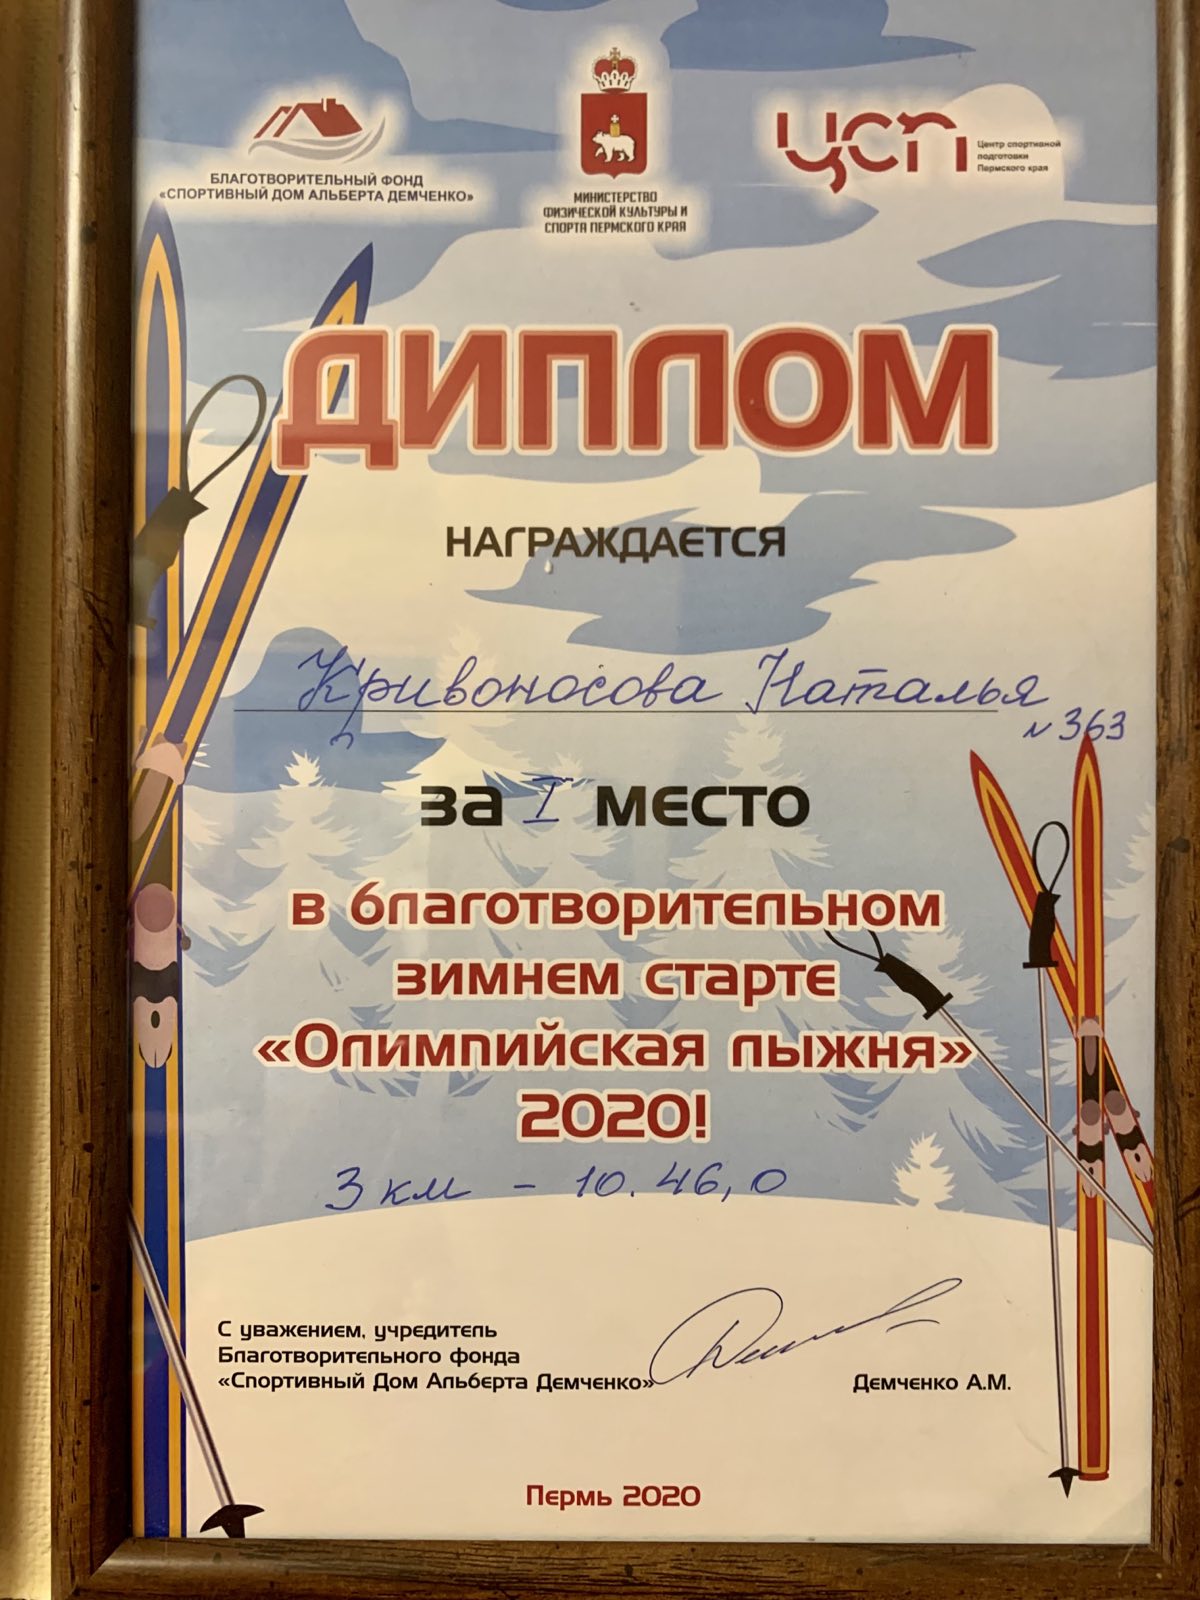 БЛАГОТВОРИТЕЛЬНЫЙ ФОНД
«СПОРТИВНЫЙ ДОМ АЛЬБЕРТА ДЕМЧЕНКО»
МИНИСТЕРСТВО
ФИЗИЧЕСКОЙ КУЛЬТУРЫ И
СПОРТА ПЕРМСКОГО КРАЯ
ЦСП
Центр спортивной
подготовки
Пермского края
ДИПЛОМ
НАГРАЖДАЕТСЯ
Кривоносова Наталья
№ 363
за I место
в благотворительном
зимнем старте
«Олимпийская лыжня»
2020!
3 км - 10.46,0
С уважением, учредитель
Благотворительного фонда
«Спортивный Дом Альберта Демченко»
Демченко А.М.
Пермь 2020